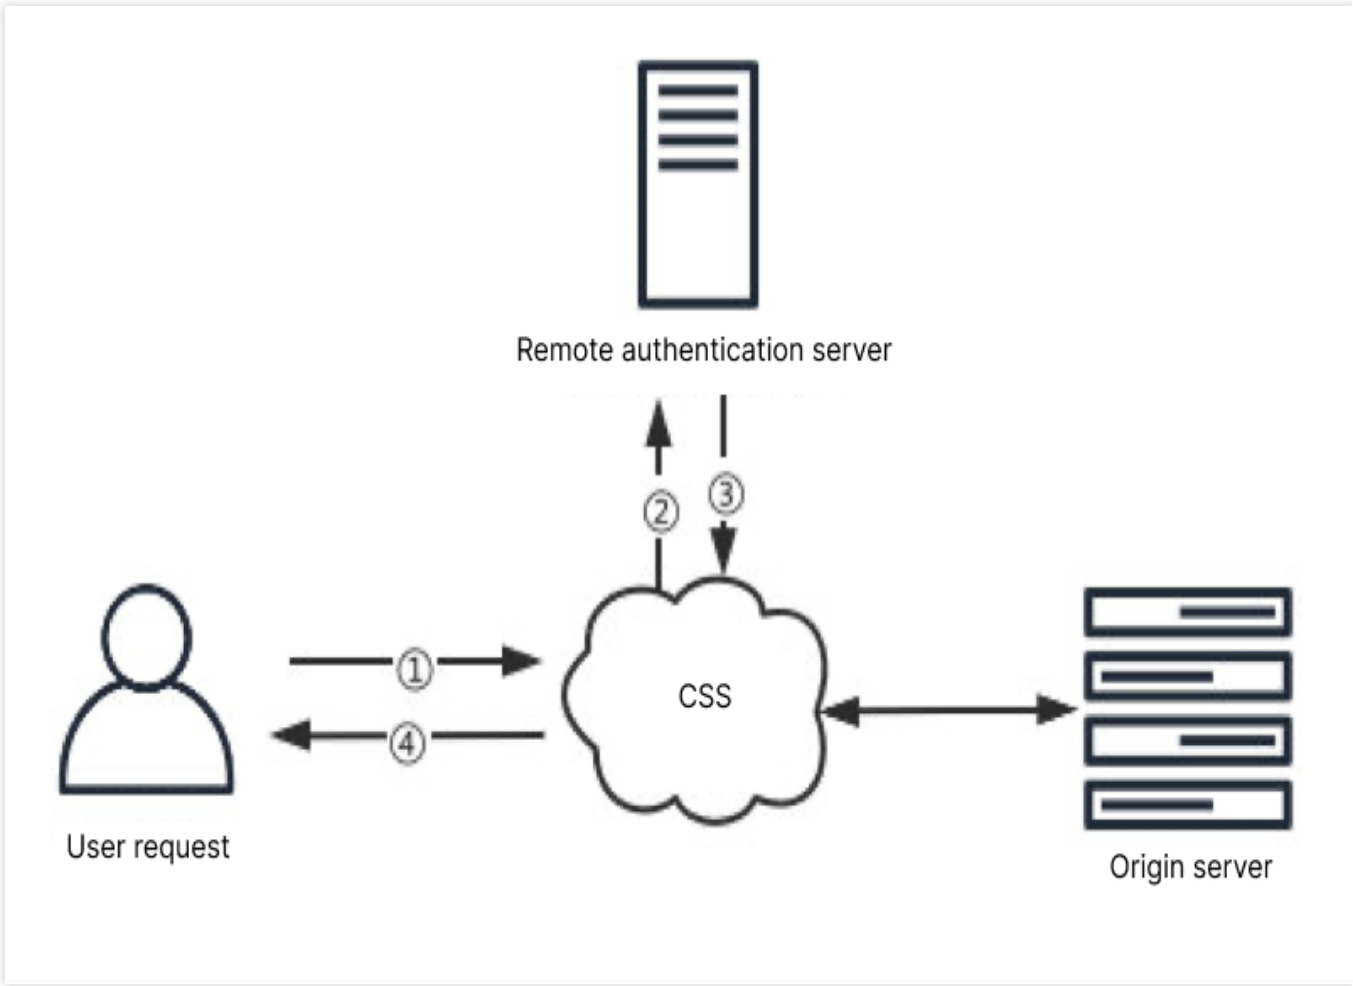 Remote authentication server
②
③
①
CSS
④
User request
Origin server